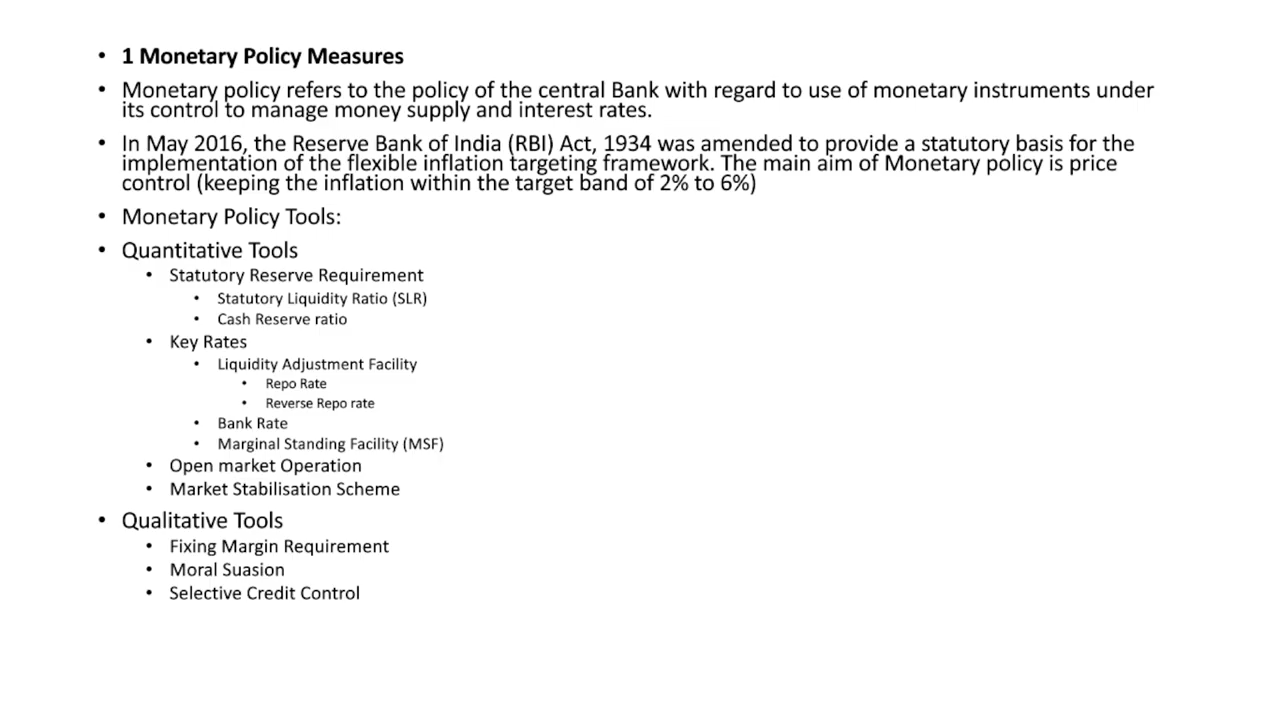 • 1 Monetary Policy Measures
• Monetary policy refers to the policy of the central Bank with regard to use of monetary instruments under
its control to manage money supply and interest rates.
• In May 2016, the Reserve Bank of India (RBI) Act, 1934 was amended to provide a statutory basis for the
implementation of the flexible inflation targeting framework. The main aim of Monetary policy is price
control (keeping the inflation within the target band of 2% to 6%)
• Monetary Policy Tools:
• Quantitative Tools
• Statutory Reserve Requirement
• Statutory Liquidity Ratio (SLR)
• Cash Reserve ratio
• Key Rates
• Liquidity Adjustment Facility
• Repo Rate
• Reverse Repo rate
• Bank Rate
• Marginal Standing Facility (MSF)
• Open market Operation
• Market Stabilisation Scheme
• Qualitative Tools
• Fixing Margin Requirement
• Moral Suasion
• Selective Credit Control